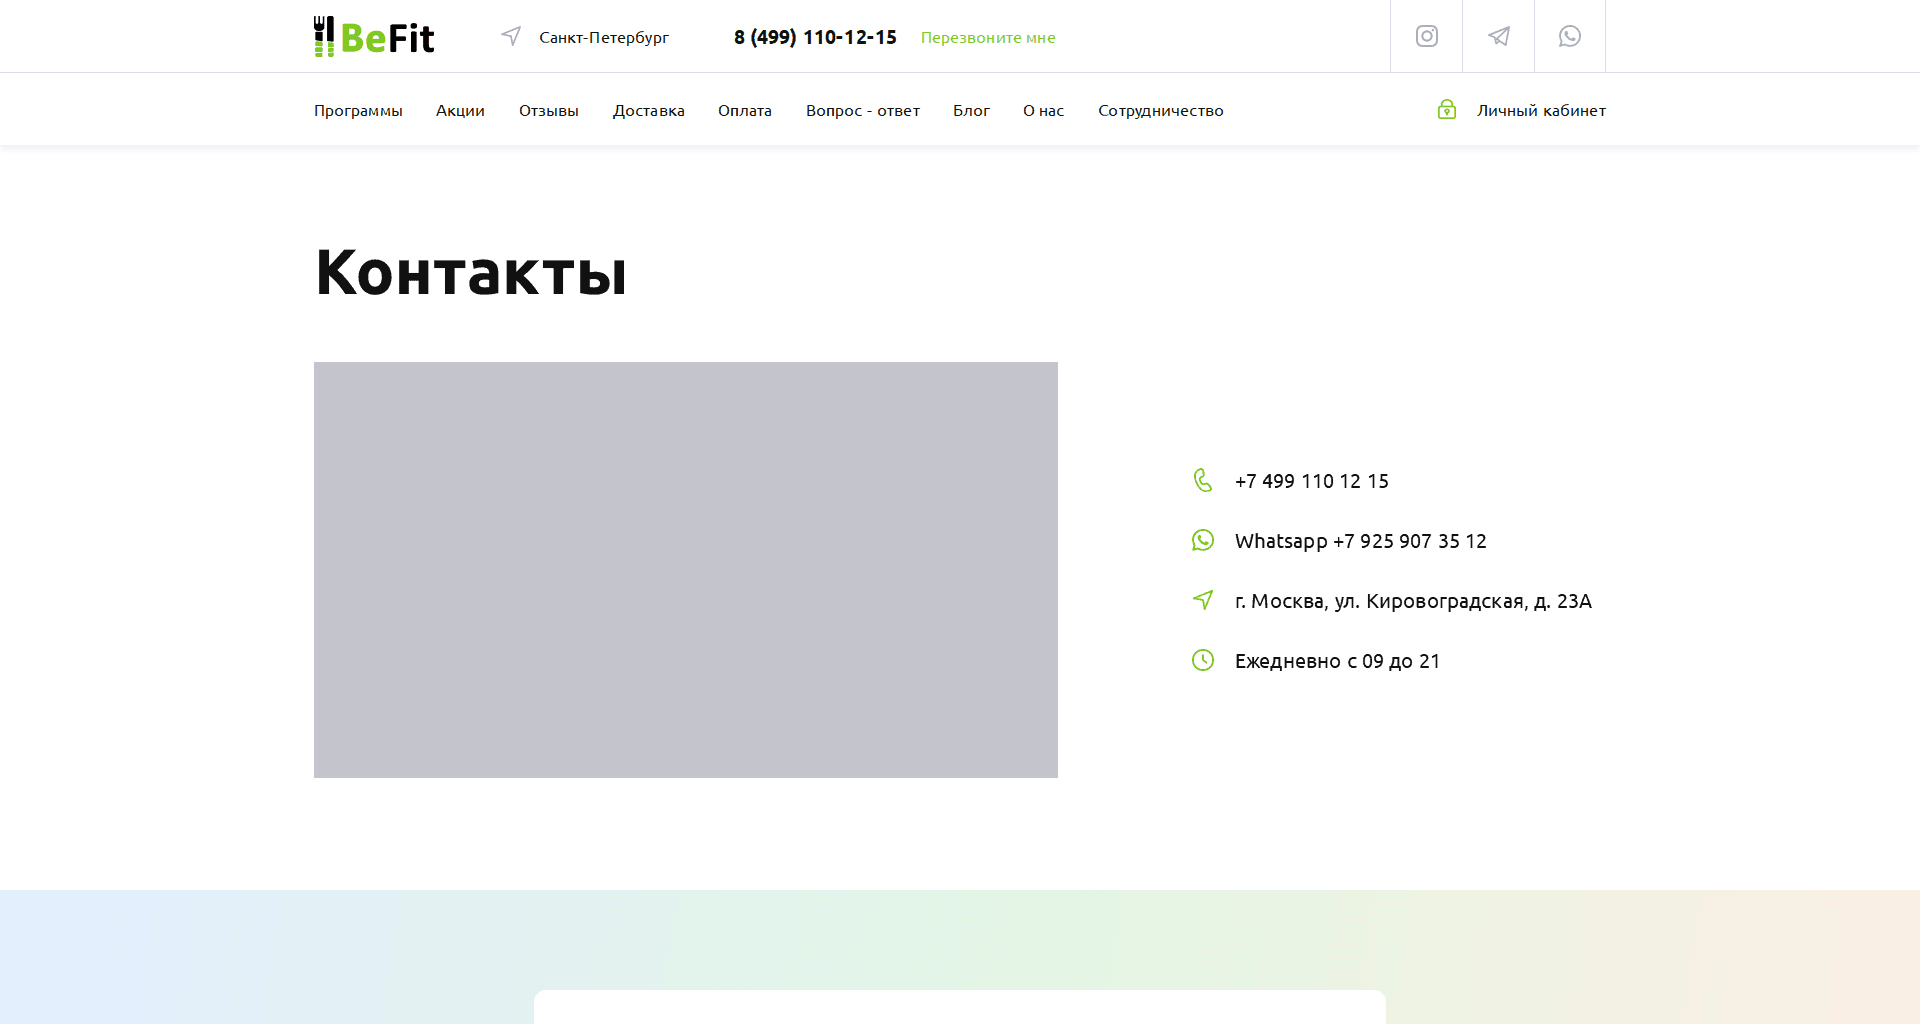 BeFit
Санкт-Петербург
8 (499) 110-12-15
Перезвоните мне
Программы Акции Отзывы Доставка Оплата Вопрос - ответ Блог О нас Сотрудничество Личный кабинет
Контакты
+7 499 110 12 15
Whatsapp +7 925 907 35 12
г. Москва, ул. Кировоградская, д. 23А
Ежедневно с 09 до 21